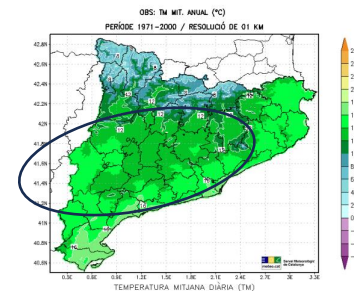 OBS: TM MIT. ANUAL (°C)
PERÍODE 1971-2000 / RESOLUCIÓ DE 01 KM
42.8N
42.6N
42.4N
42.2N
42N
41.8N
41.6N
41.4N
41.2N
41N
40.8N
40.6N
0.3E 0.6E 0.9E 1.2E 1.5E 1.8E 2.1E 2.4E 2.7E 3E 3.3E
meteo.cat Servei Meteorològic de Catalunya
TEMPERATURA MITJANA DIÀRIA (TM)